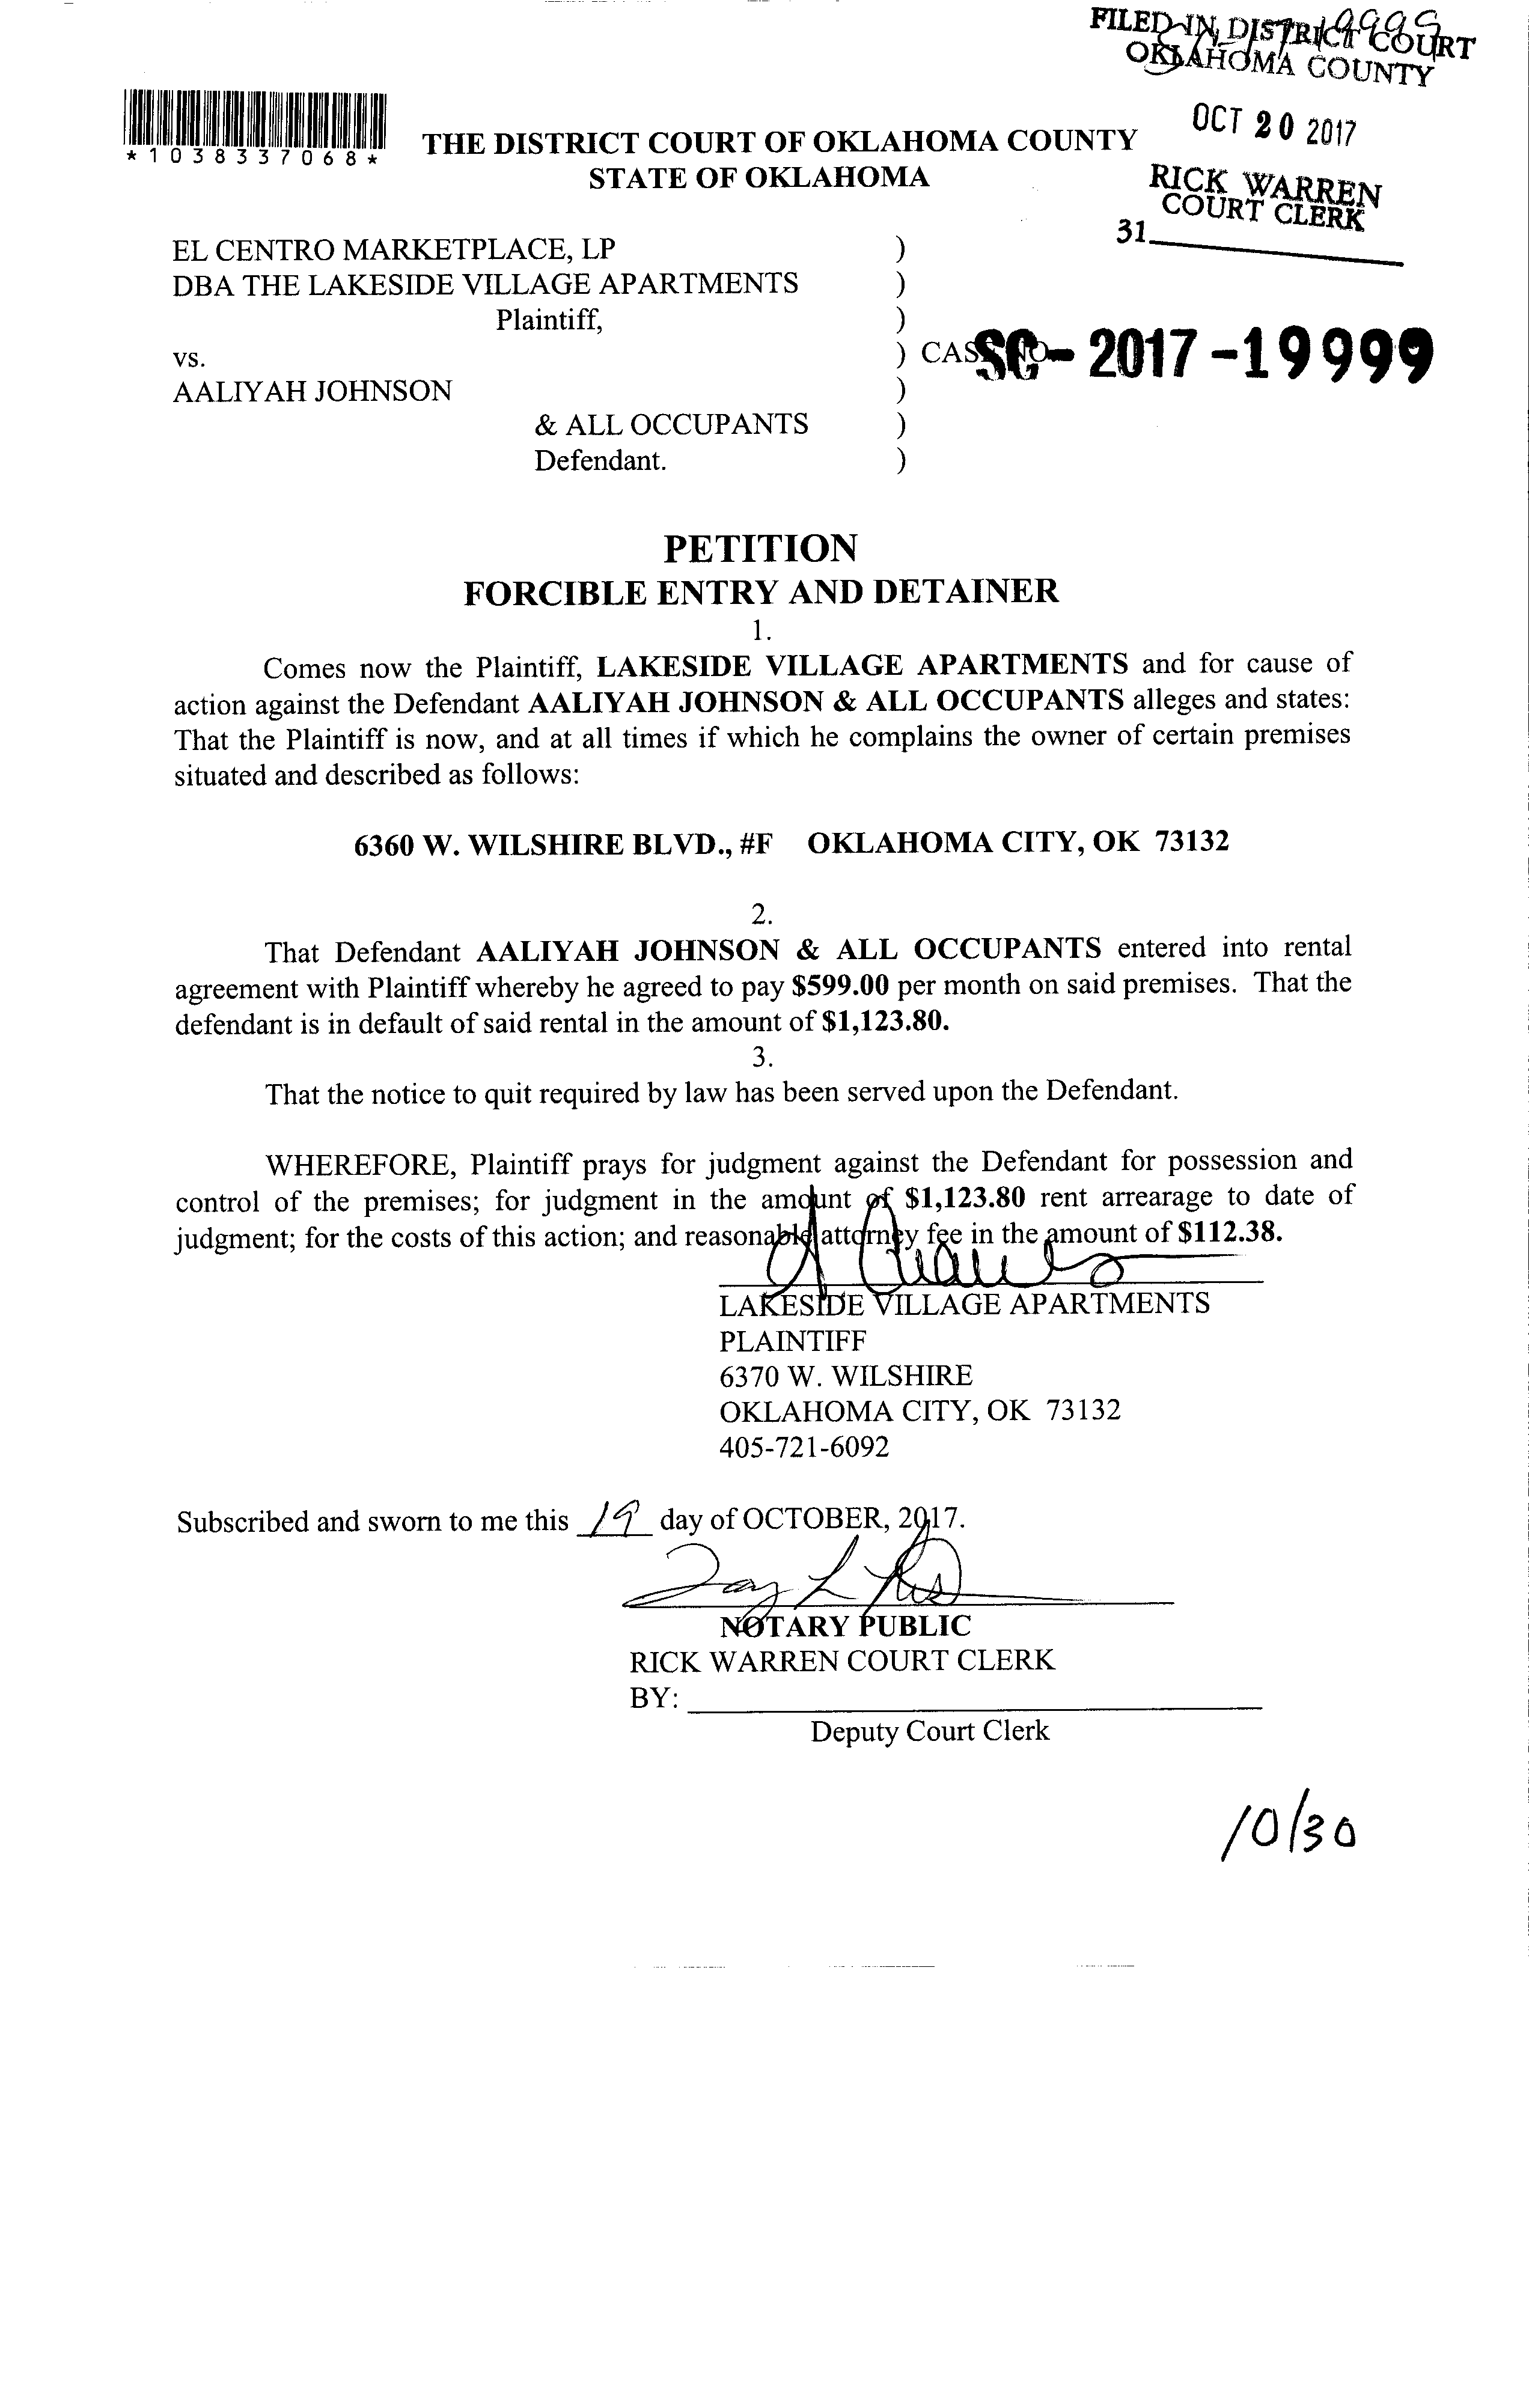 FILED IN DISTRICT COURT
OKLAHOMA COUNTY
OCT 20 2017
RICK WARREN
COURT CLERK
31
*1038337068*
THE DISTRICT COURT OF OKLAHOMA COUNTY
STATE OF OKLAHOMA
EL CENTRO MARKETPLACE, LP )
DBA THE LAKESIDE VILLAGE APARTMENTS )
Plaintiff, )
vs. ) CASE NO. SC-2017-19999
AALIYAH JOHNSON )
& ALL OCCUPANTS )
Defendant. )
PETITION
FORCIBLE ENTRY AND DETAINER
1.
Comes now the Plaintiff, LAKESIDE VILLAGE APARTMENTS and for cause of
action against the Defendant AALIYAH JOHNSON & ALL OCCUPANTS alleges and states:
That the Plaintiff is now, and at all times if which he complains the owner of certain premises
situated and described as follows:
6360 W. WILSHIRE BLVD., #F OKLAHOMA CITY, OK 73132
2.
That Defendant AALIYAH JOHNSON & ALL OCCUPANTS entered into rental
agreement with Plaintiff whereby he agreed to pay $599.00 per month on said premises. That the
defendant is in default of said rental in the amount of $1,123.80.
3.
That the notice to quit required by law has been served upon the Defendant.
WHEREFORE, Plaintiff prays for judgment against the Defendant for possession and
control of the premises; for judgment in the amount of $1,123.80 rent arrearage to date of
judgment; for the costs of this action; and reasonable attorney fee in the amount of $112.38.
LAKESIDE VILLAGE APARTMENTS
PLAINTIFF
6370 W. WILSHIRE
OKLAHOMA CITY, OK 73132
405-721-6092
Subscribed and sworn to me this 19 day of OCTOBER, 2017.
NOTARY PUBLIC
RICK WARREN COURT CLERK
BY:
Deputy Court Clerk
10/30